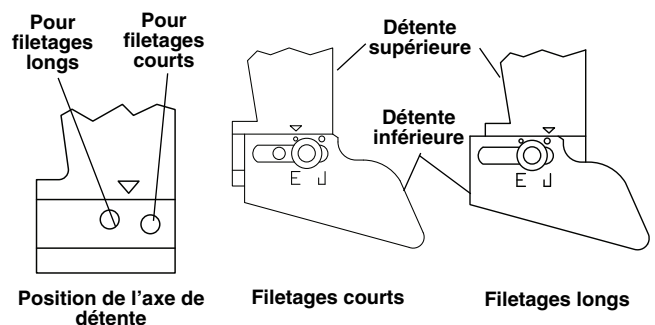 Pour
filetages
longs
Pour
filetages
courts
Détente
supérieure
Détente
inférieure
E J
E J
Position de l'axe de
détente
Filetages courts
Filetages longs